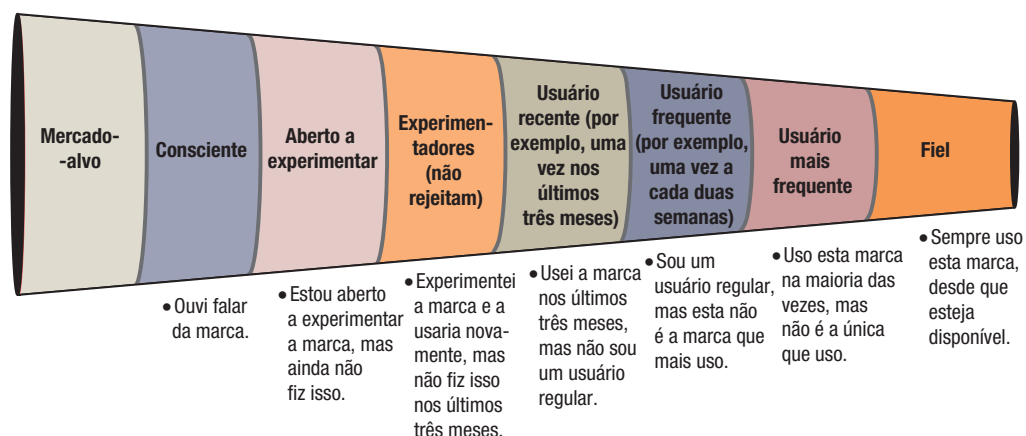 Mercado-
-alvo
Consciente
Aberto a
experimentar
Experimen-
tadores
(não
rejeitam)
Usuário
recente (por
exemplo, uma
vez nos
últimos
três meses)
Usuário
frequente
(por exemplo,
uma vez a
cada duas
semanas)
Usuário
mais
frequente
Fiel
• Ouvi falar
da marca.
• Estou aberto
a experimentar
a marca, mas
ainda não
fiz isso.
• Experimentei
a marca e a
usaria nova-
mente, mas
não fiz isso
nos últimos
três meses.
• Usei a marca
nos últimos
três meses,
mas não sou
um usuário
regular.
• Sou um
usuário regular,
mas esta não
é a marca que
mais uso.
• Uso esta marca
na maioria das
vezes, mas
não é a única
que uso.
• Sempre uso
esta marca,
desde que
esteja
disponível.